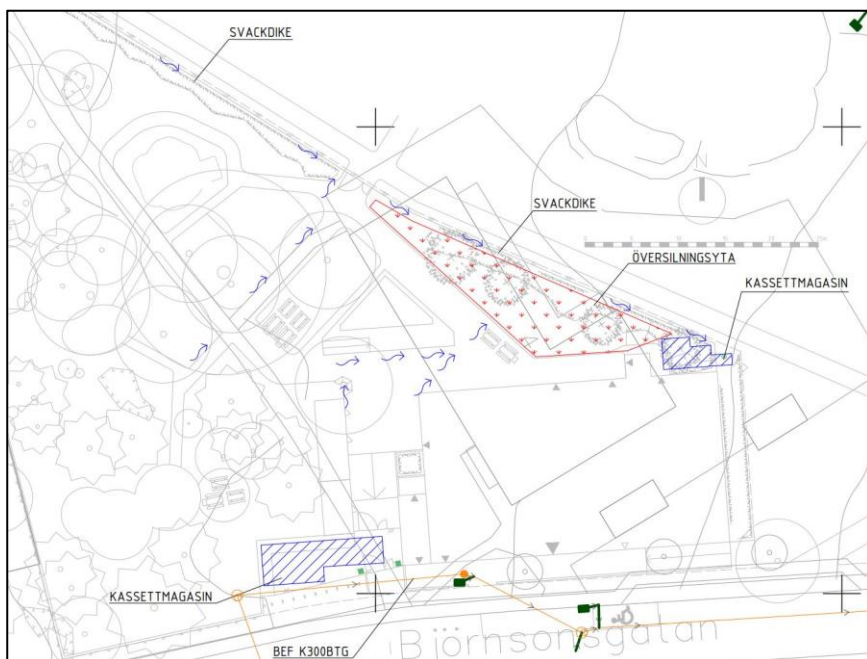 SVACKDIKE
N
SVACKDIKE
ÖVERSILNINGSYTA
KASSETTMAGASIN
KASSETTMAGASIN
BEF K300BTG
Björnsonsgatan